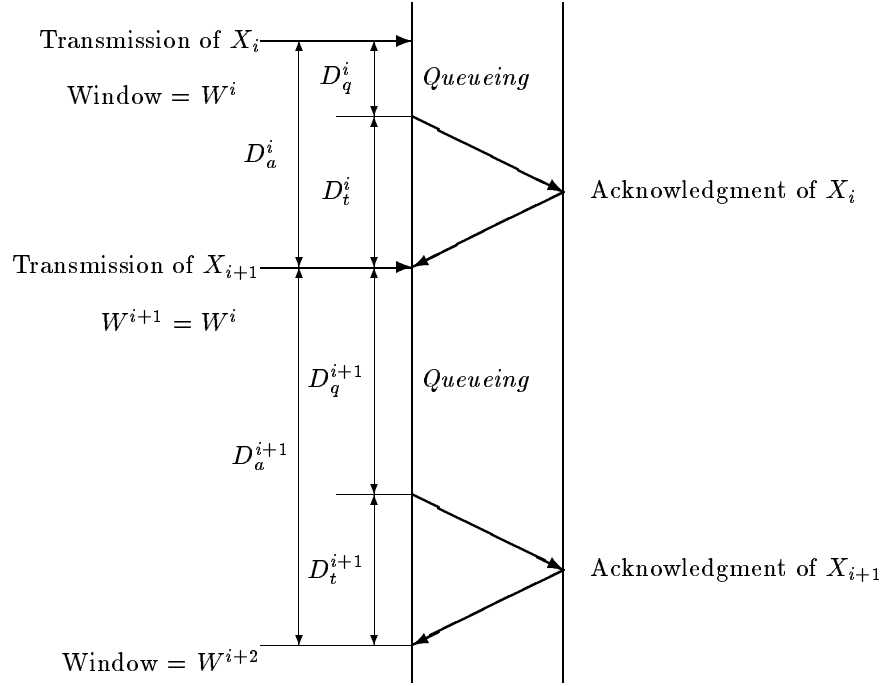 Transmission of X_i
D_q^i
Queueing
Window = W^i
D_a^i
D_t^i
Acknowledgment of X_i
Transmission of X_{i+1}
W^{i+1} = W^i
D_q^{i+1}
Queueing
D_a^{i+1}
D_t^{i+1}
Acknowledgment of X_{i+1}
Window = W^{i+2}